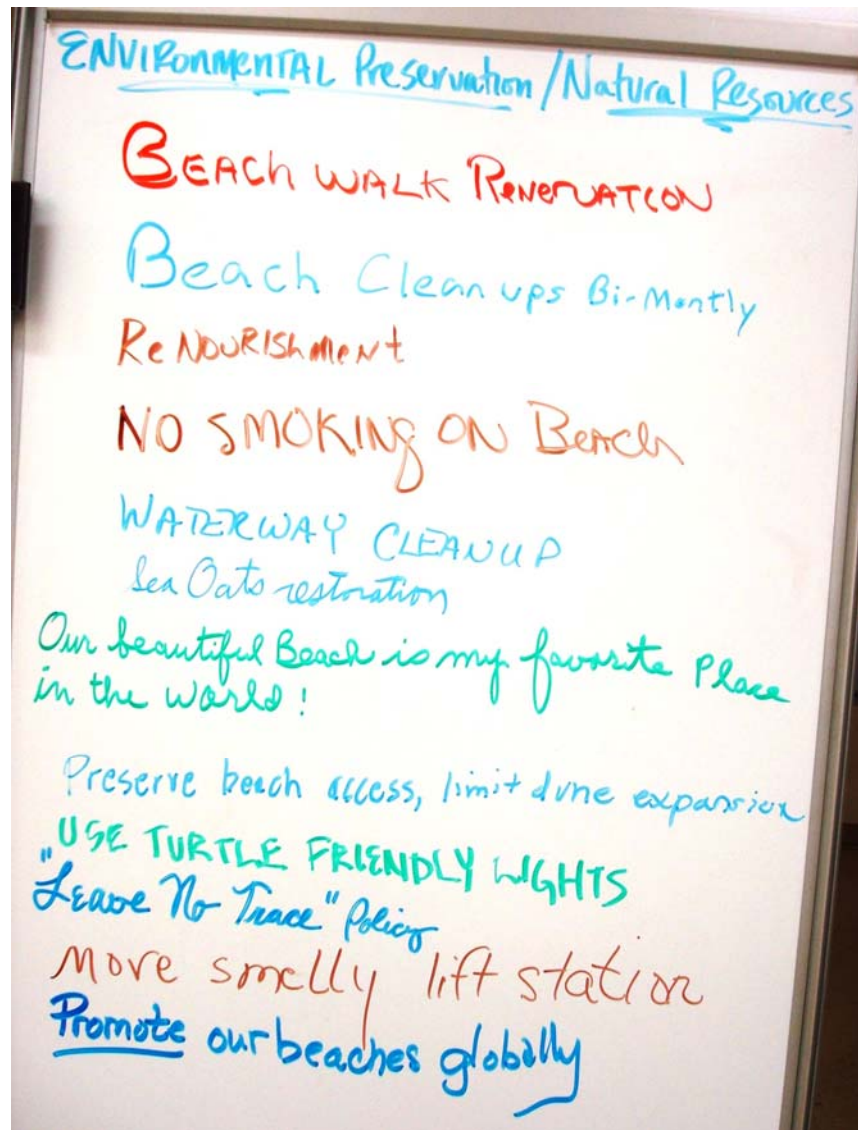 ENVIRONMENTAL Preservation/Natural Resources
BEACh WALK RENERVATION
Beach Clean ups Bi-Montly
ReNOURIShmeNt
NO SMOKING ON Beach
WATERWAY CLEANUP
Sea Oats restoration
Our beautiful Beach is my favorite Place
in the world!
Preserve beach access, limit dune expansion
USE TURTLE FRIENDLY LIGHTS
"Leave No Trace" Policy
Move smelly lift station
Promote our beaches globally